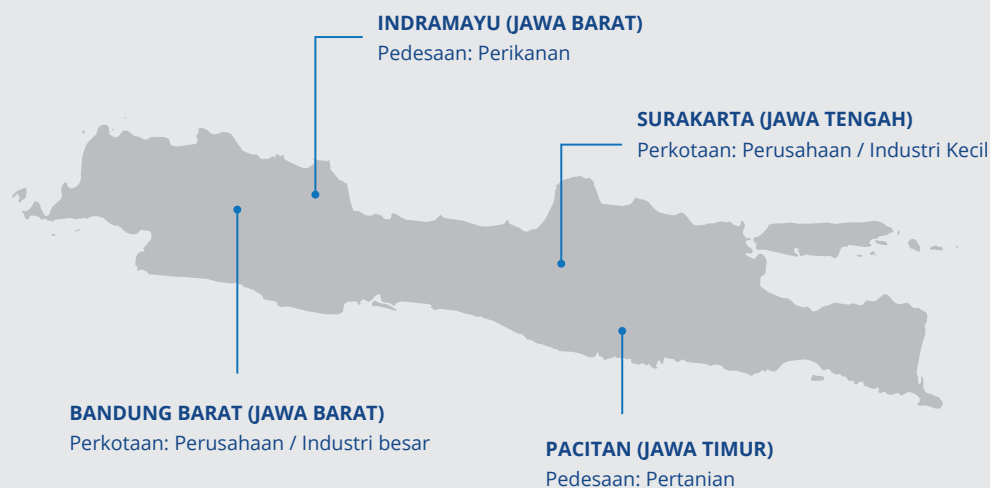 INDRAMAYU (JAWA BARAT)
Pedesaan: Perikanan
SURAKARTA (JAWA TENGAH)
Perkotaan: Perusahaan / Industri Kecil
BANDUNG BARAT (JAWA BARAT)
Perkotaan: Perusahaan / Industri besar
PACITAN (JAWA TIMUR)
Pedesaan: Pertanian